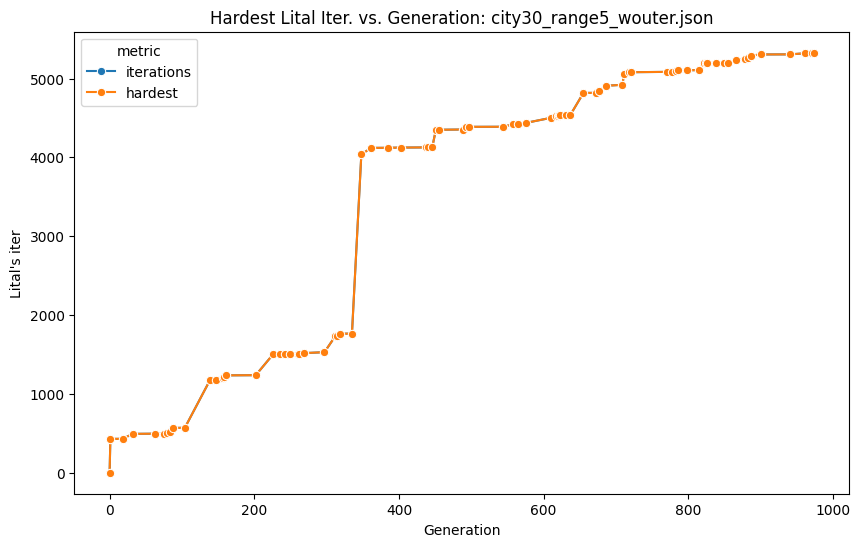 Hardest Lital Iter. vs. Generation: city30_range5_wouter.json
metric
iterations
hardest
Lital's iter
5000
4000
3000
2000
1000
0
0 200 400 600 800 1000
Generation